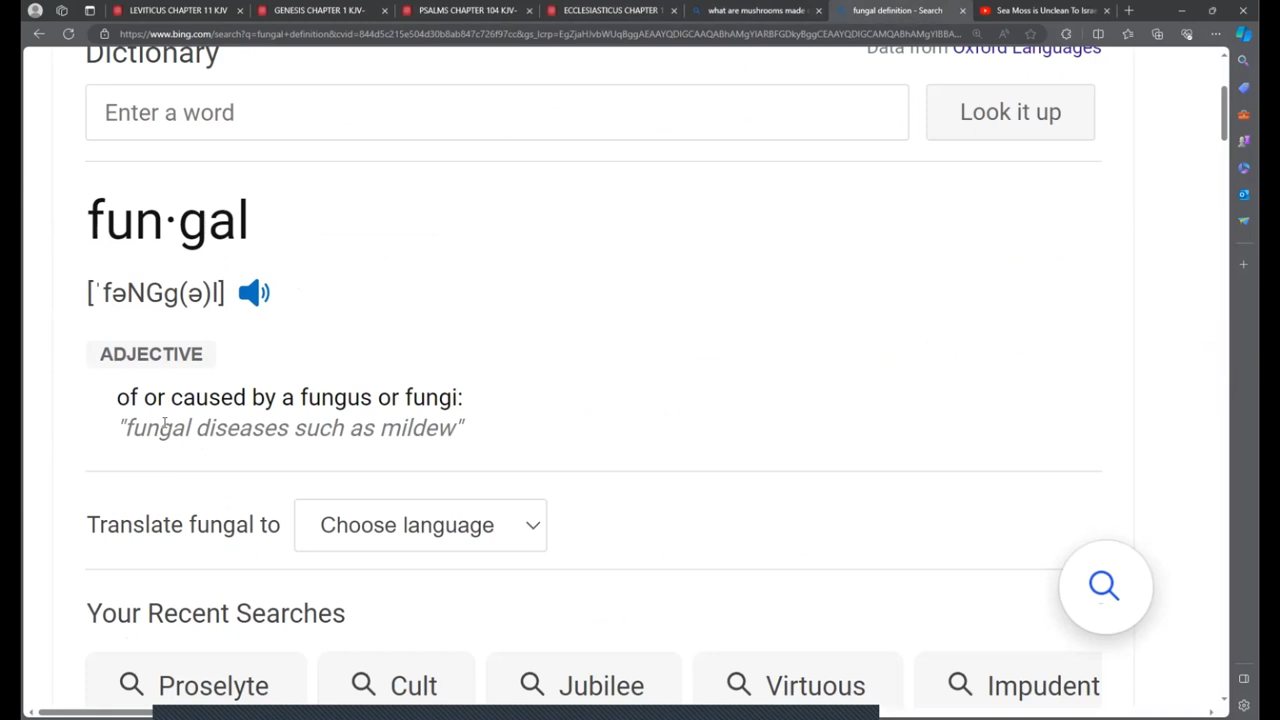 LEVITICUS CHAPTER 11 KJV
GENESIS CHAPTER 1 KJV-
PSALMS CHAPTER 104 KJV-
ECCLESIASTICUS CHAPTER 1
what are mushrooms made
fungal definition - Search
Sea Moss is Unclean To Israe
Dictionary
Data from Oxford Languages
Enter a word
Look it up
fun·gal
[ˈfəNGg(ə)l]
ADJECTIVE
of or caused by a fungus or fungi:
"fungal diseases such as mildew"
Translate fungal to
Choose language
Your Recent Searches
Proselyte
Cult
Jubilee
Virtuous
Impudent